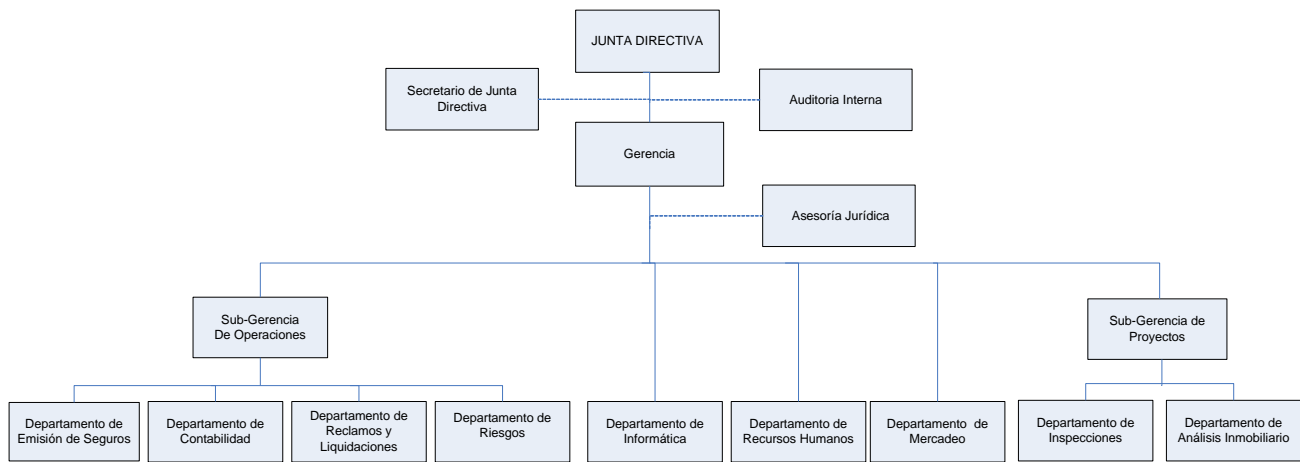 JUNTA DIRECTIVA
Secretario de Junta
Directiva
Auditoria Interna
Gerencia
Asesoría Jurídica
Sub-Gerencia
De Operaciones
Sub-Gerencia de
Proyectos
Departamento de
Emisión de Seguros
Departamento de
Contabilidad
Departamento de
Reclamos y
Liquidaciones
Departamento de
Riesgos
Departamento de
Informática
Departamento de
Recursos Humanos
Departamento de
Mercadeo
Departamento de
Inspecciones
Departamento de
Análisis Inmobiliario